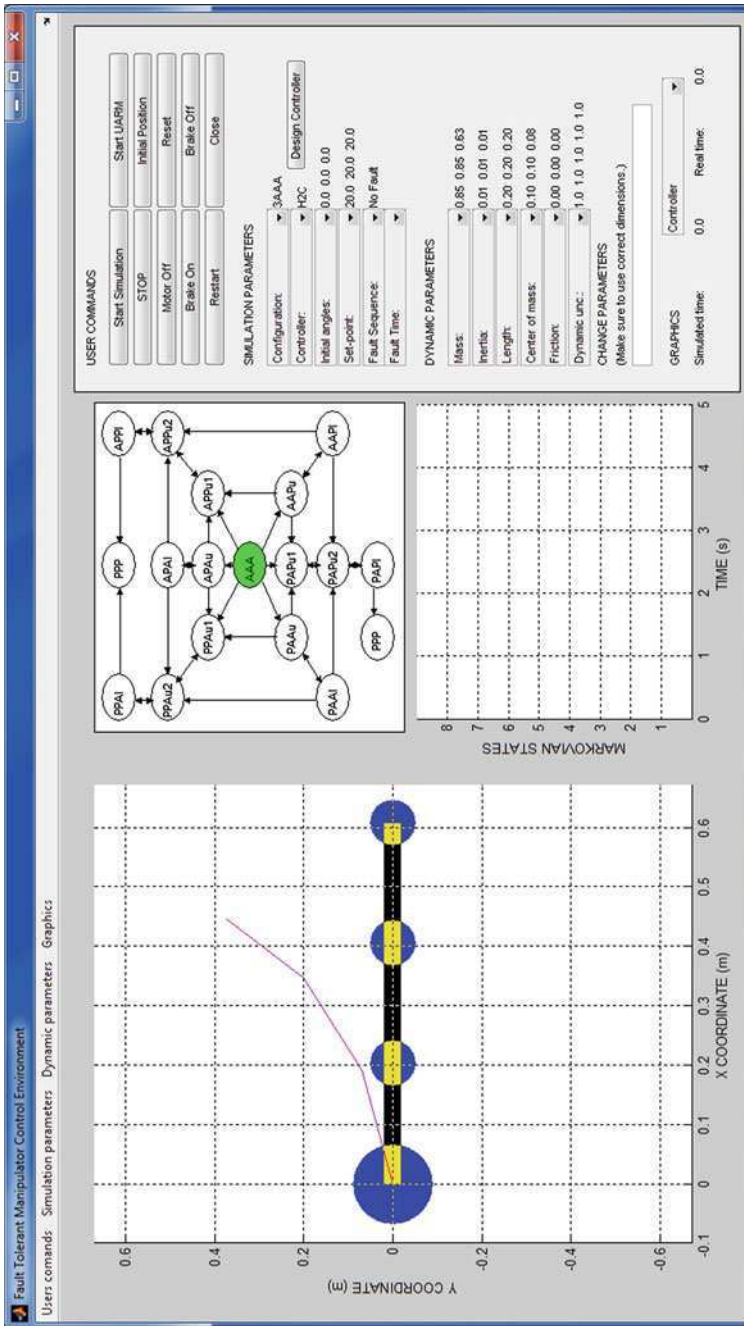 Fault Tolerant Manipulator Control Environment
Users comands Simulation parameters Dynamic parameters Graphics
0.6
0.4
0.2
0
-0.2
-0.4
-0.6
Y COORDINATE (m)
-0.1 0 0.1 0.2 0.3 0.4 0.5 0.6
X COORDINATE (m)
PPAl PPP APPl
PPAu2 APAl APPu2
PPAu1 APAu APPu1
AAA
PAAu PAPu1 AAPu
PAAl PAPu2 AAPl
PPP PAPl
8
7
6
5
4
3
2
1
MARKOVIAN STATES
0 1 2 3 4 5
TIME (s)
USER COMMANDS
Start Simulation Start UARM
STOP Initial Position
Motor Off Reset
Brake On Brake Off
Restart Close
SIMULATION PARAMETERS
Configuration: 3AAA
Controller: H2C Design Controller
Initial angles: 0.0 0.0 0.0
Set-point: 20.0 20.0 20.0
Fault Sequence: No Fault
Fault Time:
DYNAMIC PARAMETERS
Mass: 0.85 0.85 0.63
Inertia: 0.01 0.01 0.01
Length: 0.20 0.20 0.20
Center of mass: 0.10 0.10 0.08
Friction: 0.00 0.00 0.00
Dynamic unc.: 1.0 1.0 1.0 1.0 1.0 1.0
CHANGE PARAMETERS
(Make sure to use correct dimensions.)
GRAPHICS Controller
Simulated time: 0.0 Real time: 0.0